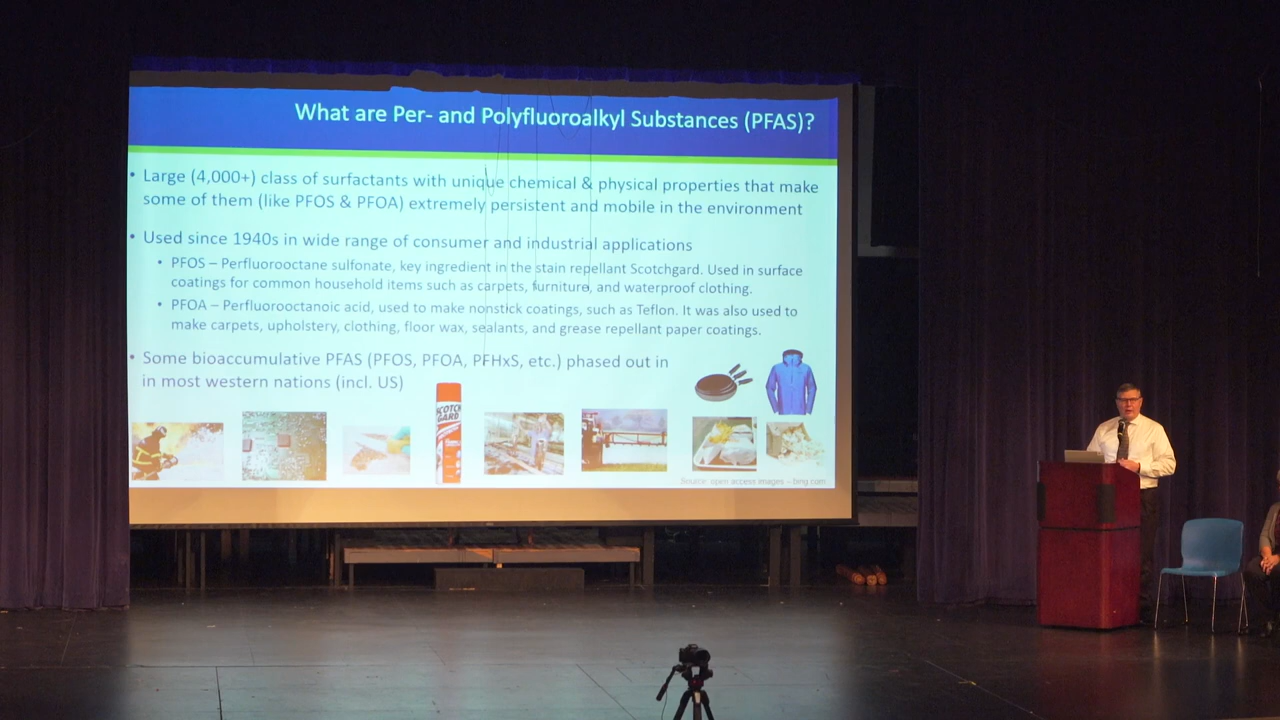 What are Per- and Polyfluoroalkyl Substances (PFAS)?
• Large (4,000+) class of surfactants with unique chemical & physical properties that make
some of them (like PFOS & PFOA) extremely persistent and mobile in the environment
• Used since 1940s in wide range of consumer and industrial applications
• PFOS – Perfluorooctane sulfonate, key ingredient in the stain repellant Scotchgard. Used in surface
coatings for common household items such as carpets, furniture, and waterproof clothing.
• PFOA – Perfluorooctanoic acid, used to make nonstick coatings, such as Teflon. It was also used to
make carpets, upholstery, clothing, floor wax, sealants, and grease repellant paper coatings.
• Some bioaccumulative PFAS (PFOS, PFOA, PFHxS, etc.) phased out in
in most western nations (incl. US)
SCOTCH
GARD
Source: open access images – bing.com